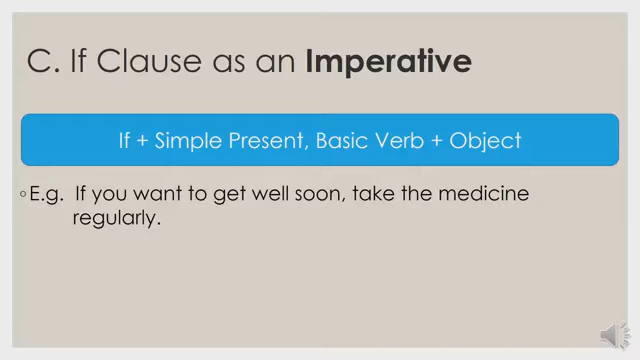 C. If Clause as an Imperative
If + Simple Present, Basic Verb + Object
◦E.g. If you want to get well soon, take the medicine
regularly.